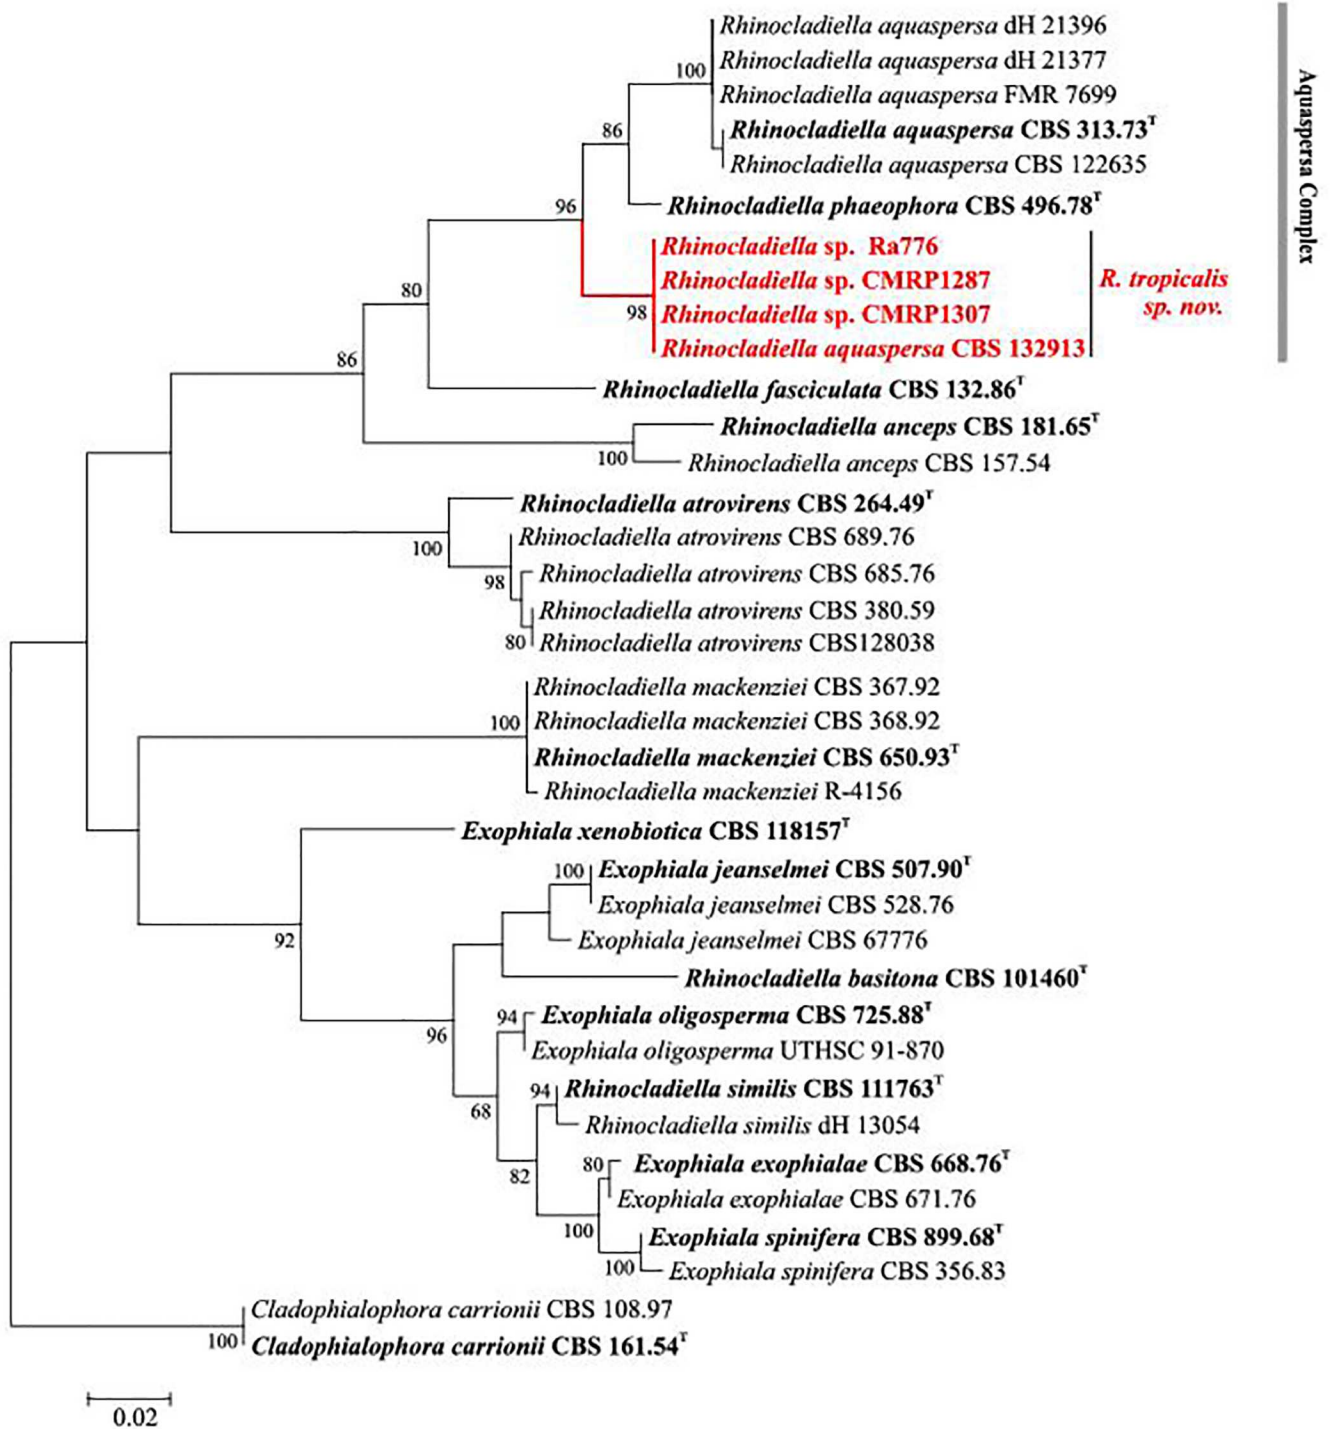 Rhinocladiella aquaspersa dH 21396
Rhinocladiella aquaspersa dH 21377
100
Rhinocladiella aquaspersa FMR 7699
86
Rhinocladiella aquaspersa CBS 313.73ᵀ
Rhinocladiella aquaspersa CBS 122635
96
Rhinocladiella phaeophora CBS 496.78ᵀ
Aquaspersa Complex
Rhinocladiella sp. Ra776
Rhinocladiella sp. CMRP1287
98
Rhinocladiella sp. CMRP1307
Rhinocladiella aquaspersa CBS 132913
R. tropicalis
sp. nov.
80
86
Rhinocladiella fasciculata CBS 132.86ᵀ
Rhinocladiella anceps CBS 181.65ᵀ
100
Rhinocladiella anceps CBS 157.54
Rhinocladiella atrovirens CBS 264.49ᵀ
100
Rhinocladiella atrovirens CBS 689.76
98
Rhinocladiella atrovirens CBS 685.76
Rhinocladiella atrovirens CBS 380.59
80
Rhinocladiella atrovirens CBS128038
Rhinocladiella mackenziei CBS 367.92
100
Rhinocladiella mackenziei CBS 368.92
Rhinocladiella mackenziei CBS 650.93ᵀ
Rhinocladiella mackenziei R-4156
Exophiala xenobiotica CBS 118157ᵀ
100
Exophiala jeanselmei CBS 507.90ᵀ
Exophiala jeanselmei CBS 528.76
92
Exophiala jeanselmei CBS 67776
Rhinocladiella basitona CBS 101460ᵀ
96
94
Exophiala oligosperma CBS 725.88ᵀ
Exophiala oligosperma UTHSC 91-870
68
94
Rhinocladiella similis CBS 111763ᵀ
Rhinocladiella similis dH 13054
82
80
Exophiala exophialae CBS 668.76ᵀ
Exophiala exophialae CBS 671.76
100
Exophiala spinifera CBS 899.68ᵀ
100
Exophiala spinifera CBS 356.83
Cladophialophora carrionii CBS 108.97
100
Cladophialophora carrionii CBS 161.54ᵀ
0.02